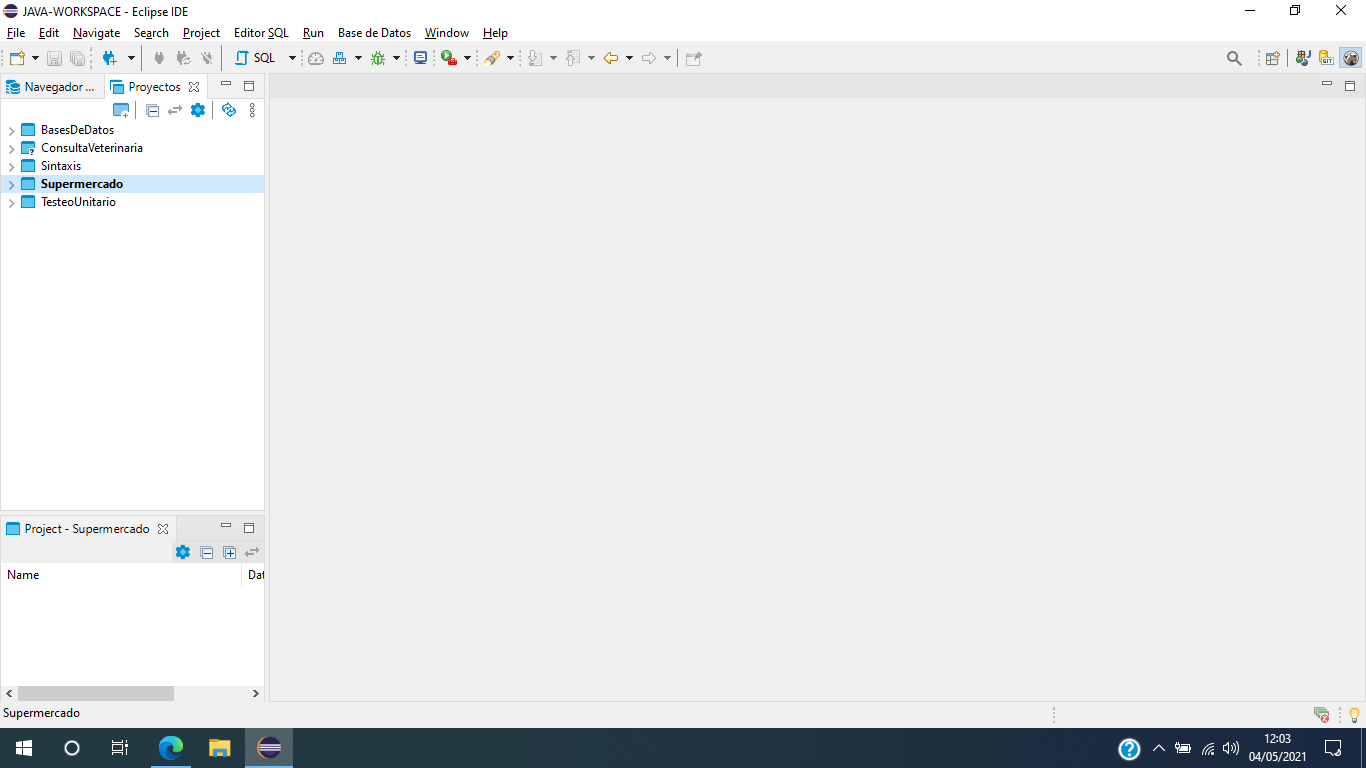 JAVA-WORKSPACE - Eclipse IDE
File Edit Navigate Search Project Editor SQL Run Base de Datos Window Help
SQL
GIT
Navegador ... Proyectos
BasesDeDatos
ConsultaVeterinaria
Sintaxis
Supermercado
TesteoUnitario
Project - Supermercado
Name Dat
Supermercado
12:03
04/05/2021